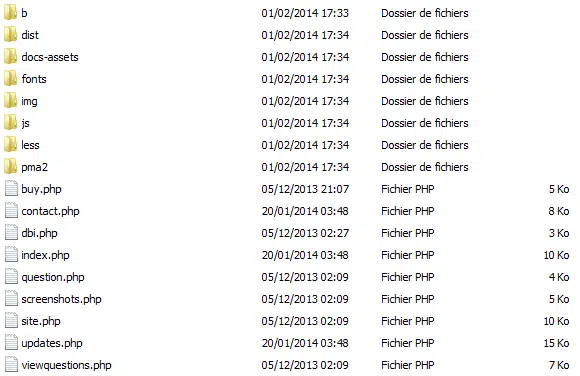 b 01/02/2014 17:33 Dossier de fichiers
dist 01/02/2014 17:34 Dossier de fichiers
docs-assets 01/02/2014 17:34 Dossier de fichiers
fonts 01/02/2014 17:34 Dossier de fichiers
img 01/02/2014 17:34 Dossier de fichiers
js 01/02/2014 17:34 Dossier de fichiers
less 01/02/2014 17:34 Dossier de fichiers
pma2 01/02/2014 17:34 Dossier de fichiers
buy.php 05/12/2013 21:07 Fichier PHP 5 Ko
contact.php 20/01/2014 03:48 Fichier PHP 8 Ko
dbi.php 05/12/2013 02:27 Fichier PHP 3 Ko
index.php 20/01/2014 03:48 Fichier PHP 10 Ko
question.php 05/12/2013 02:09 Fichier PHP 4 Ko
screenshots.php 05/12/2013 02:09 Fichier PHP 5 Ko
site.php 05/12/2013 02:09 Fichier PHP 10 Ko
updates.php 20/01/2014 03:48 Fichier PHP 15 Ko
viewquestions.php 05/12/2013 02:09 Fichier PHP 7 Ko